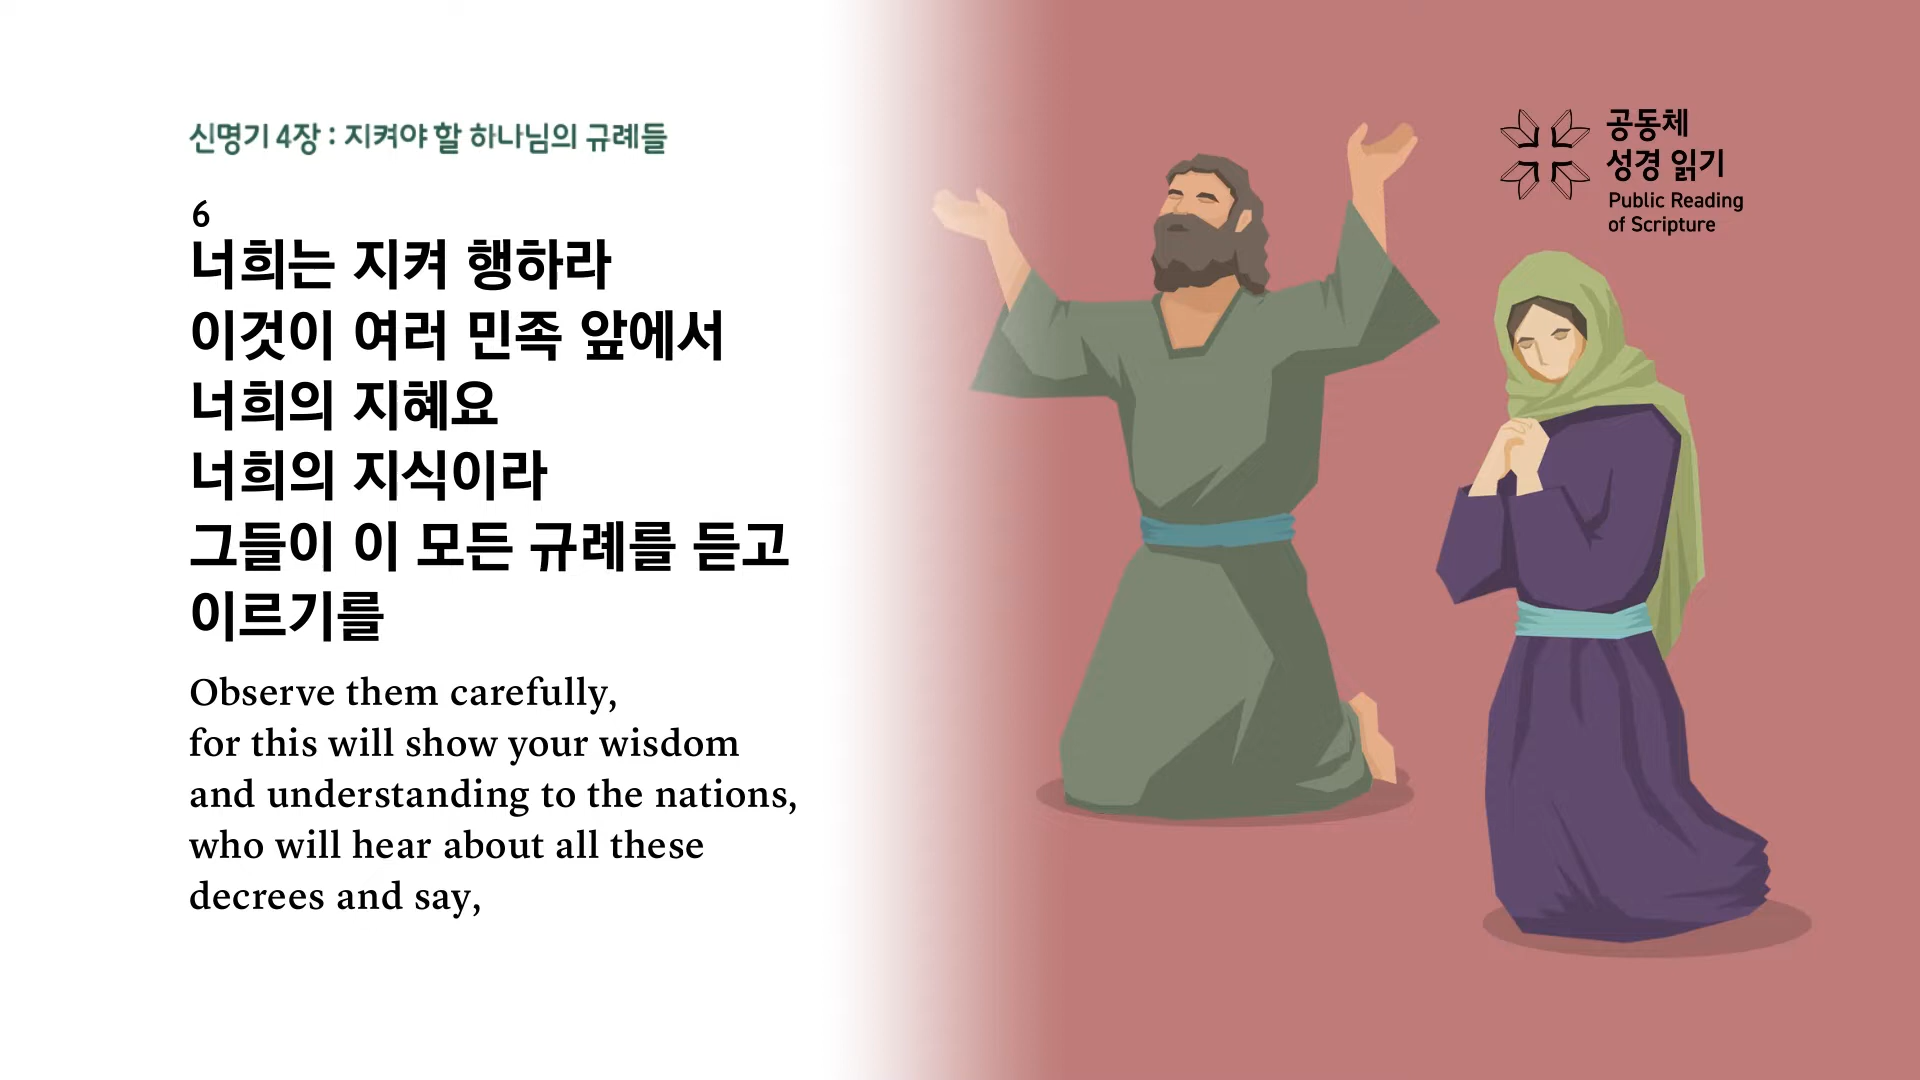 신명기 4장 : 지켜야 할 하나님의 규례들
6
너희는 지켜 행하라
이것이 여러 민족 앞에서
너희의 지혜요
너희의 지식이라
그들이 이 모든 규례를 듣고
이르기를
Observe them carefully,
for this will show your wisdom
and understanding to the nations,
who will hear about all these
decrees and say,
공동체
성경 읽기
Public Reading
of Scripture